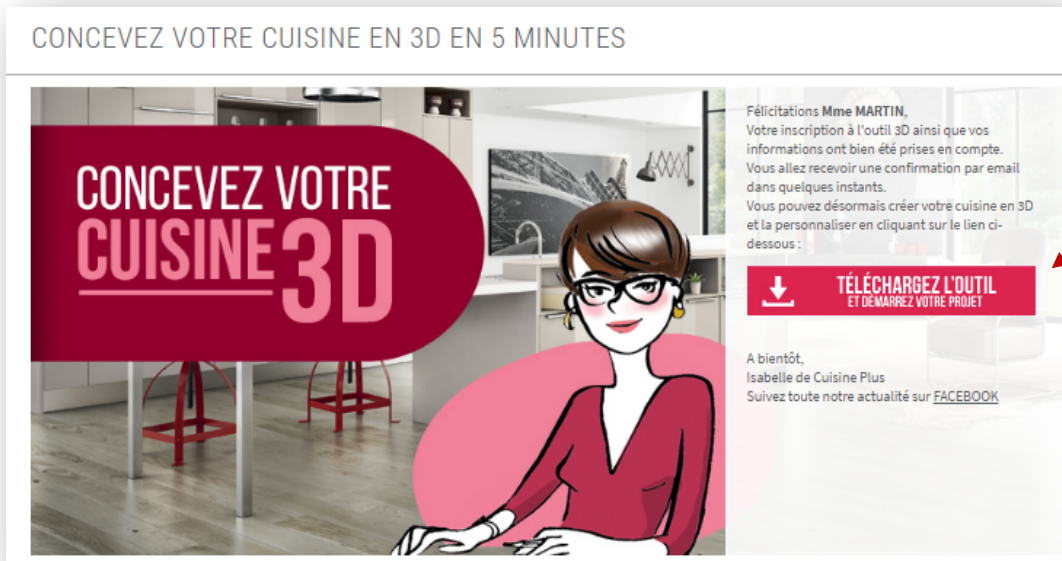 CONCEVEZ VOTRE CUISINE EN 3D EN 5 MINUTES
CONCEVEZ VOTRE
CUISINE 3D
Félicitations Mme MARTIN,
Votre inscription à l'outil 3D ainsi que vos
informations ont bien été prises en compte.
Vous allez recevoir une confirmation par email
dans quelques instants.
Vous pouvez désormais créer votre cuisine en 3D
et la personnaliser en cliquant sur le lien ci-
dessous :
TÉLÉCHARGEZ L'OUTIL
ET DÉMARREZ VOTRE PROJET
A bientôt,
Isabelle de Cuisine Plus
Suivez toute notre actualité sur FACEBOOK